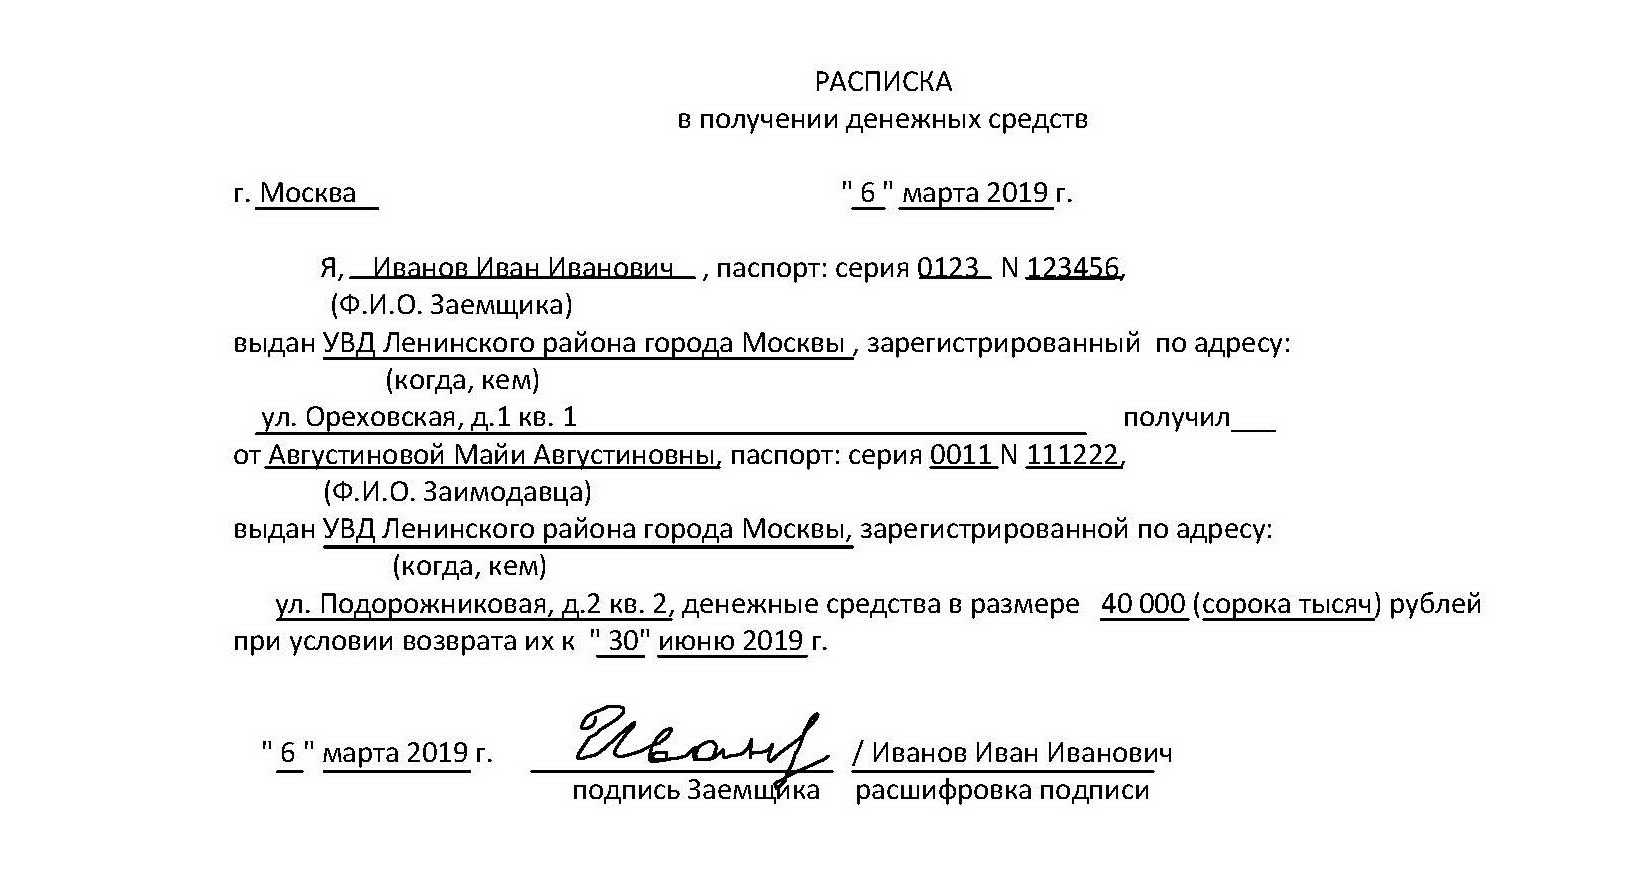 РАСПИСКА
в получении денежных средств
г. Москва " 6 " марта 2019 г.
Я, Иванов Иван Иванович , паспорт: серия 0123 N 123456,
(Ф.И.О. Заемщика)
выдан УВД Ленинского района города Москвы , зарегистрированный по адресу:
(когда, кем)
ул. Ореховская, д.1 кв. 1 получил___
от Августиновой Майи Августиновны, паспорт: серия 0011 N 111222,
(Ф.И.О. Заимодавца)
выдан УВД Ленинского района города Москвы, зарегистрированной по адресу:
(когда, кем)
ул. Подорожниковая, д.2 кв. 2, денежные средства в размере 40 000 (сорока тысяч) рублей
при условии возврата их к " 30" июню 2019 г.
" 6 " марта 2019 г. Иванов / Иванов Иван Иванович
подпись Заемщика расшифровка подписи